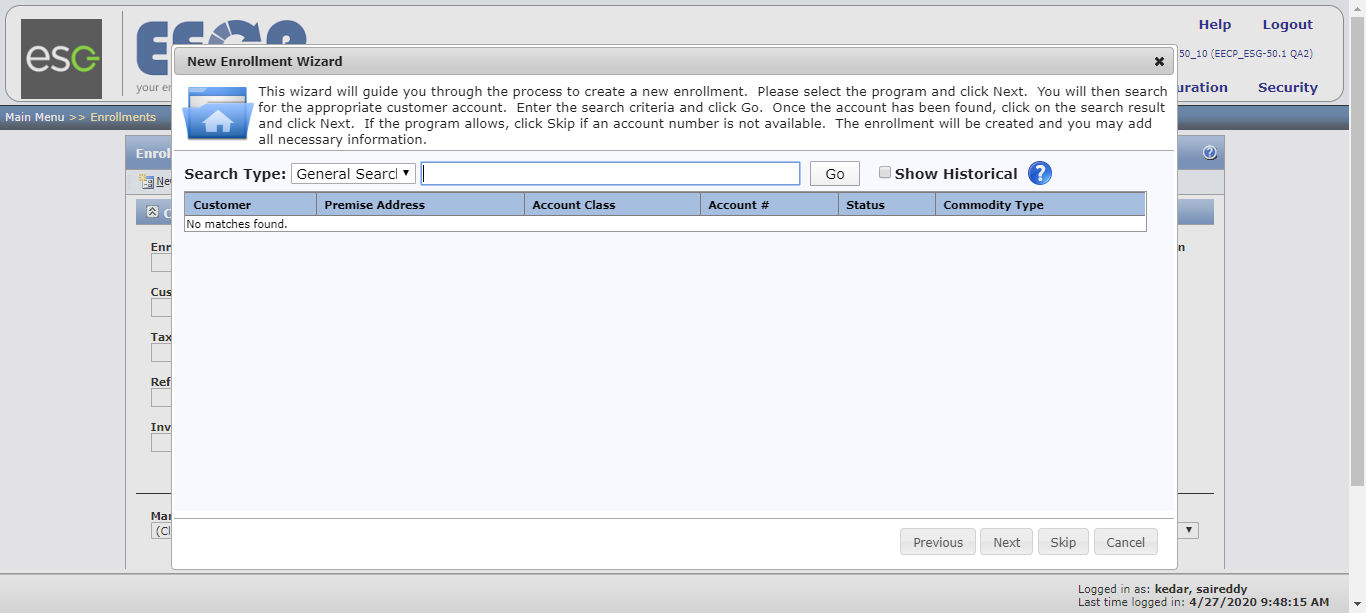 esc
Help Logout
50_10 (EECP_ESG-50.1 QA2)
your en
uration Security
Main Menu >> Enrollments
New Enrollment Wizard
This wizard will guide you through the process to create a new enrollment. Please select the program and click Next. You will then search
for the appropriate customer account. Enter the search criteria and click Go. Once the account has been found, click on the search result
and click Next. If the program allows, click Skip if an account number is not available. The enrollment will be created and you may add
all necessary information.
Enrol
Search Type: General Search Go Show Historical ?
New
Customer Premise Address Account Class Account # Status Commodity Type
No matches found.
C
Enr
n
Cus
Tax
Ref
Inv
Mar
(Cl
Previous Next Skip Cancel
Logged in as: kedar, saireddy
Last time logged in: 4/27/2020 9:48:15 AM